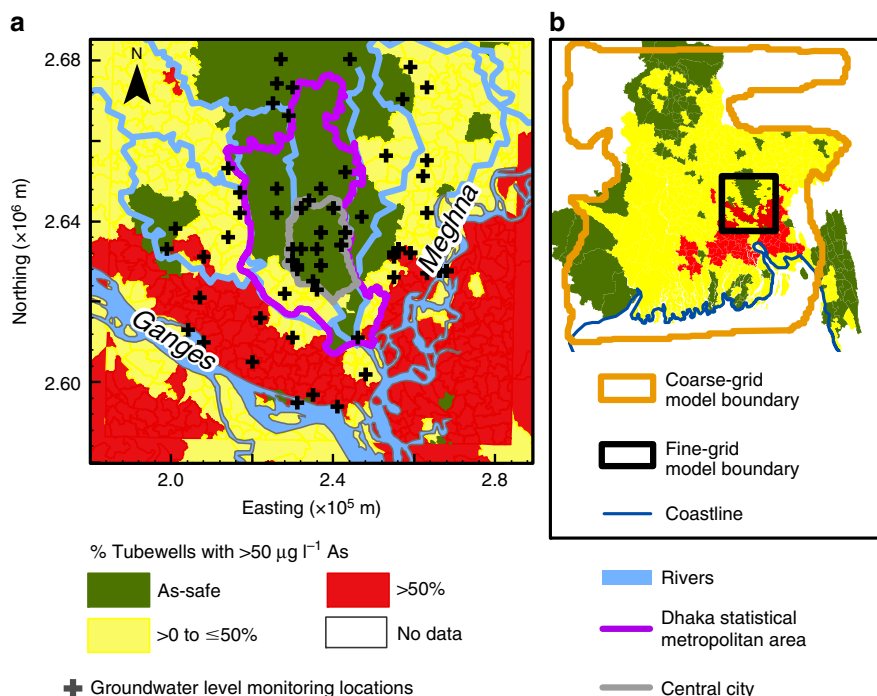 a
b
N
2.68
2.64
2.60
Northing (×10⁶ m)
Meghna
Ganges
2.0
2.4
2.8
Easting (×10⁵ m)
Coarse-grid
model boundary
Fine-grid
model boundary
Coastline
% Tubewells with >50 μg l⁻¹ As
As-safe
>50%
>0 to ≤50%
No data
Groundwater level monitoring locations
Rivers
Dhaka statistical
metropolitan area
Central city